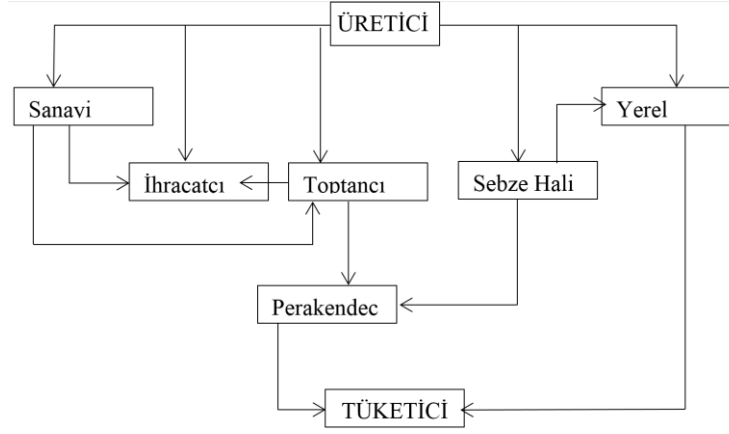 ÜRETİCİ
Sanayi
Yerel
İhracatçı
Toptancı
Sebze Hali
Perakendec
TÜKETİCİ